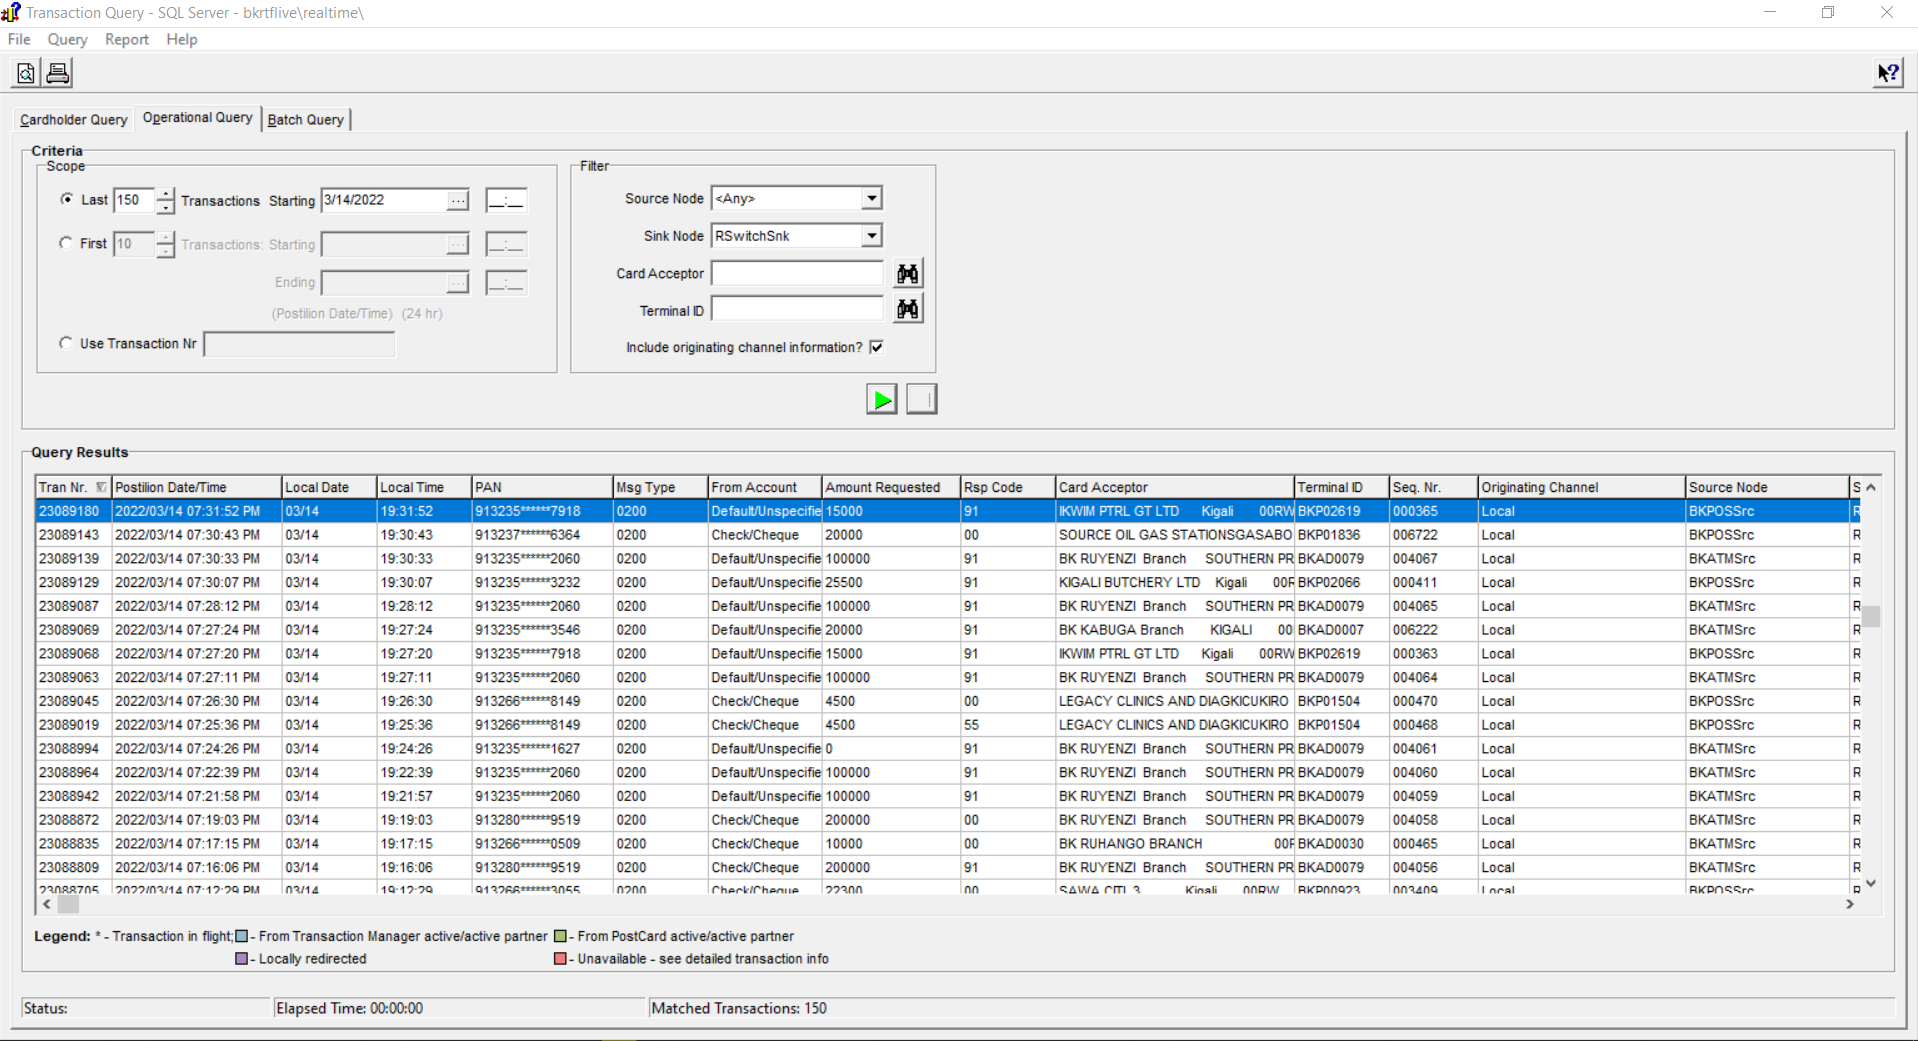 Transaction Query - SQL Server - bkrtflive\realtime\
File Query Report Help
Cardholder Query Operational Query Batch Query
Criteria
Scope Filter
Last 150 Transactions Starting 3/14/2022 ... __:__ Source Node <Any>
First 10 Transactions: Starting ... __:__ Sink Node RSwitchSnk
Ending ... __:__ Card Acceptor
(Postilion Date/Time) (24 hr) Terminal ID
Use Transaction Nr Include originating channel information?
Query Results
Tran Nr. Postilion Date/Time Local Date Local Time PAN Msg Type From Account Amount Requested Rsp Code Card Acceptor Terminal ID Seq. Nr. Originating Channel Source Node S
23089180 2022/03/14 07:31:52 PM 03/14 19:31:52 913235******7918 0200 Default/Unspecifie 15000 91 IKWIM PTRL GT LTD Kigali 00RW BKP02619 000365 Local BKPOSSrc R
23089143 2022/03/14 07:30:43 PM 03/14 19:30:43 913237******6364 0200 Check/Cheque 20000 00 SOURCE OIL GAS STATIONSGASABO BKP01836 006722 Local BKPOSSrc R
23089139 2022/03/14 07:30:33 PM 03/14 19:30:33 913235******2060 0200 Default/Unspecifie 100000 91 BK RUYENZI Branch SOUTHERN PR BKAD0079 004067 Local BKATMSrc R
23089129 2022/03/14 07:30:07 PM 03/14 19:30:07 913235******3232 0200 Default/Unspecifie 25500 91 KIGALI BUTCHERY LTD Kigali 00R BKP02066 000411 Local BKPOSSrc R
23089087 2022/03/14 07:28:12 PM 03/14 19:28:12 913235******2060 0200 Default/Unspecifie 100000 91 BK RUYENZI Branch SOUTHERN PR BKAD0079 004065 Local BKATMSrc R
23089069 2022/03/14 07:27:24 PM 03/14 19:27:24 913235******3546 0200 Default/Unspecifie 20000 91 BK KABUGA Branch KIGALI 00 BKAD0007 006222 Local BKATMSrc R
23089068 2022/03/14 07:27:20 PM 03/14 19:27:20 913235******7918 0200 Default/Unspecifie 15000 91 IKWIM PTRL GT LTD Kigali 00RW BKP02619 000363 Local BKPOSSrc R
23089063 2022/03/14 07:27:11 PM 03/14 19:27:11 913235******2060 0200 Default/Unspecifie 100000 91 BK RUYENZI Branch SOUTHERN PR BKAD0079 004064 Local BKATMSrc R
23089045 2022/03/14 07:26:30 PM 03/14 19:26:30 913266******8149 0200 Check/Cheque 4500 00 LEGACY CLINICS AND DIAGKICUKIRO BKP01504 000470 Local BKPOSSrc R
23089019 2022/03/14 07:25:36 PM 03/14 19:25:36 913266******8149 0200 Check/Cheque 4500 55 LEGACY CLINICS AND DIAGKICUKIRO BKP01504 000468 Local BKPOSSrc R
23088994 2022/03/14 07:24:26 PM 03/14 19:24:26 913235******1627 0200 Default/Unspecifie 0 91 BK RUYENZI Branch SOUTHERN PR BKAD0079 004061 Local BKATMSrc R
23088964 2022/03/14 07:22:39 PM 03/14 19:22:39 913235******2060 0200 Default/Unspecifie 100000 91 BK RUYENZI Branch SOUTHERN PR BKAD0079 004060 Local BKATMSrc R
23088942 2022/03/14 07:21:58 PM 03/14 19:21:57 913235******2060 0200 Default/Unspecifie 100000 91 BK RUYENZI Branch SOUTHERN PR BKAD0079 004059 Local BKATMSrc R
23088872 2022/03/14 07:19:03 PM 03/14 19:19:03 913280******9519 0200 Check/Cheque 200000 00 BK RUYENZI Branch SOUTHERN PR BKAD0079 004058 Local BKATMSrc R
23088835 2022/03/14 07:17:15 PM 03/14 19:17:15 913266******0509 0200 Check/Cheque 10000 00 BK RUHANGO BRANCH 00R BKAD0030 000465 Local BKATMSrc R
23088809 2022/03/14 07:16:06 PM 03/14 19:16:06 913280******9519 0200 Check/Cheque 200000 91 BK RUYENZI Branch SOUTHERN PR BKAD0079 004056 Local BKATMSrc R
23088705 2022/03/14 07:12:29 PM 03/14 19:12:29 913266******3055 0200 Check/Cheque 22300 00 SAWA CITI 3 Kigali 00RW BKP00923 003409 Local BKPOSSrc R
Legend: * - Transaction in flight; - From Transaction Manager active/active partner - From PostCard active/active partner
- Locally redirected - Unavailable - see detailed transaction info
Status: Elapsed Time: 00:00:00 Matched Transactions: 150